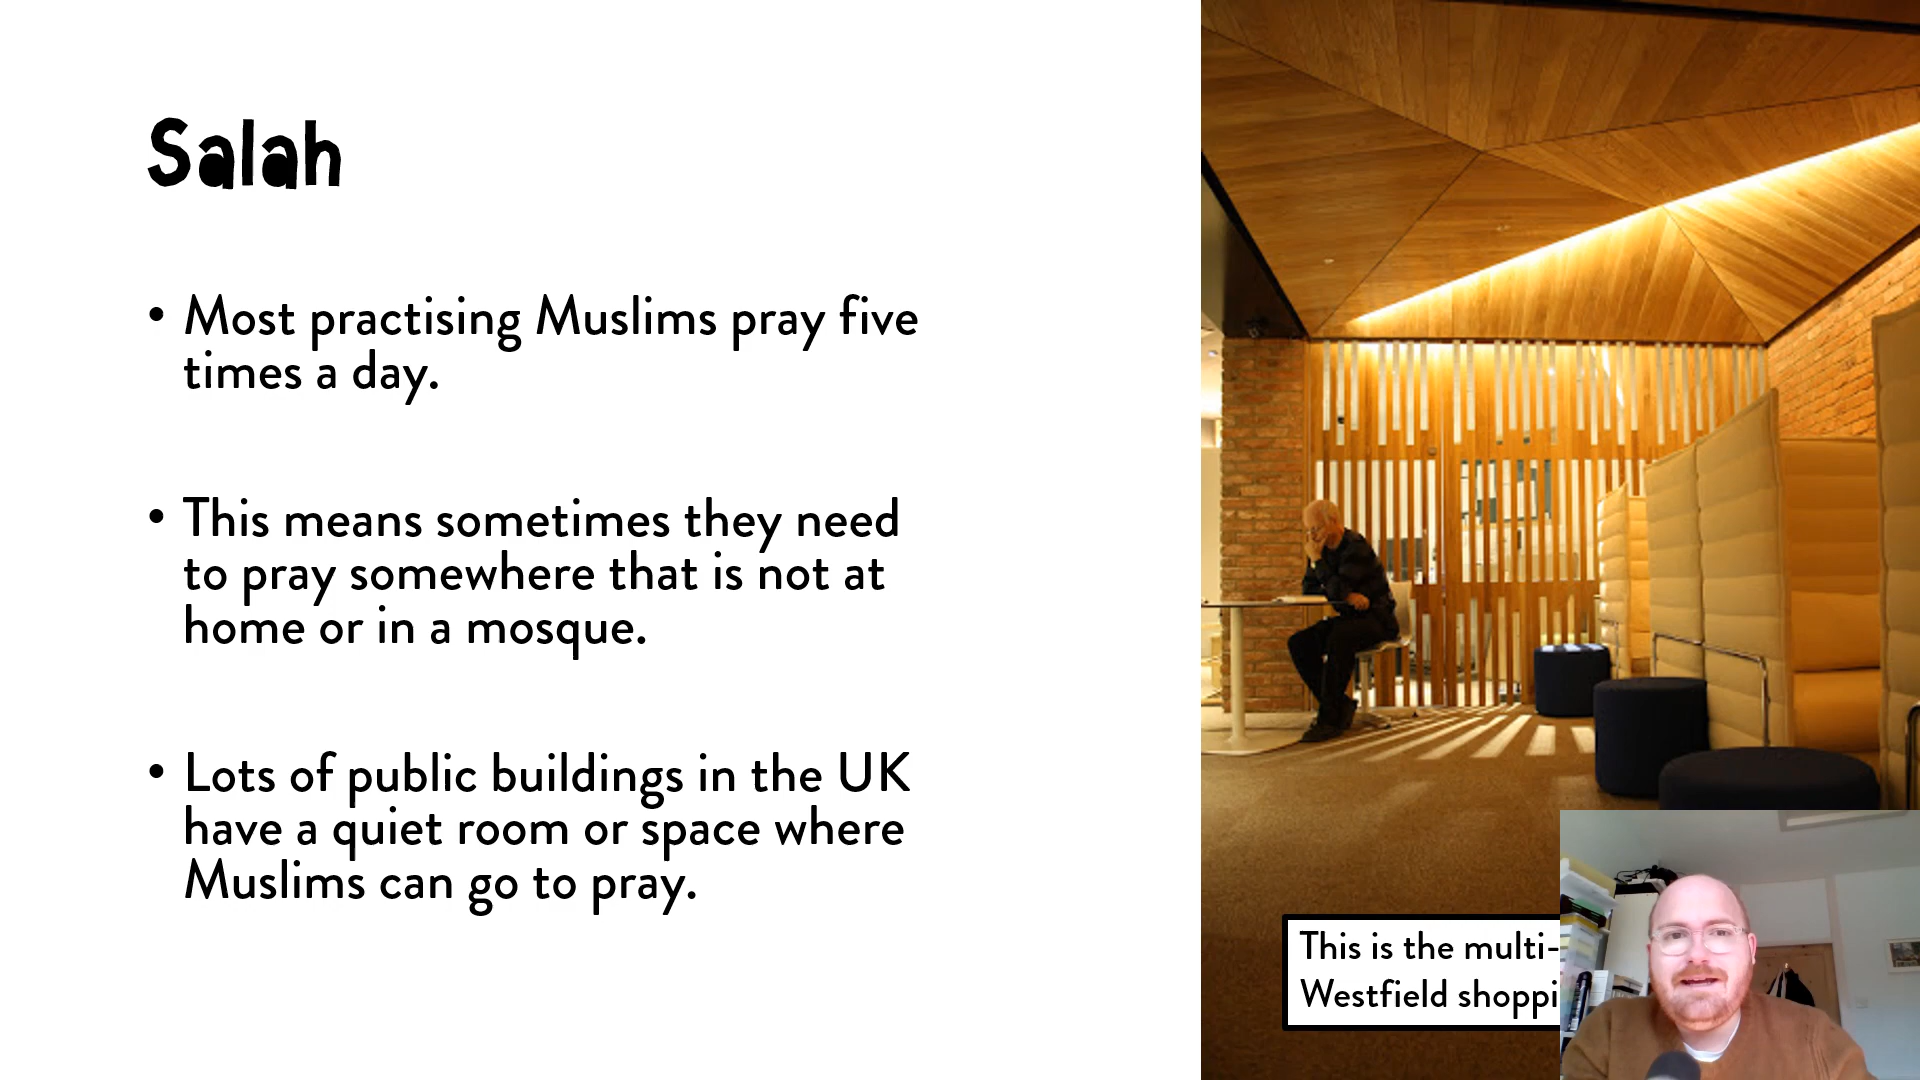 Salah
• Most practising Muslims pray five
times a day.
• This means sometimes they need
to pray somewhere that is not at
home or in a mosque.
• Lots of public buildings in the UK
have a quiet room or space where
Muslims can go to pray.
This is the multi-
Westfield shoppi